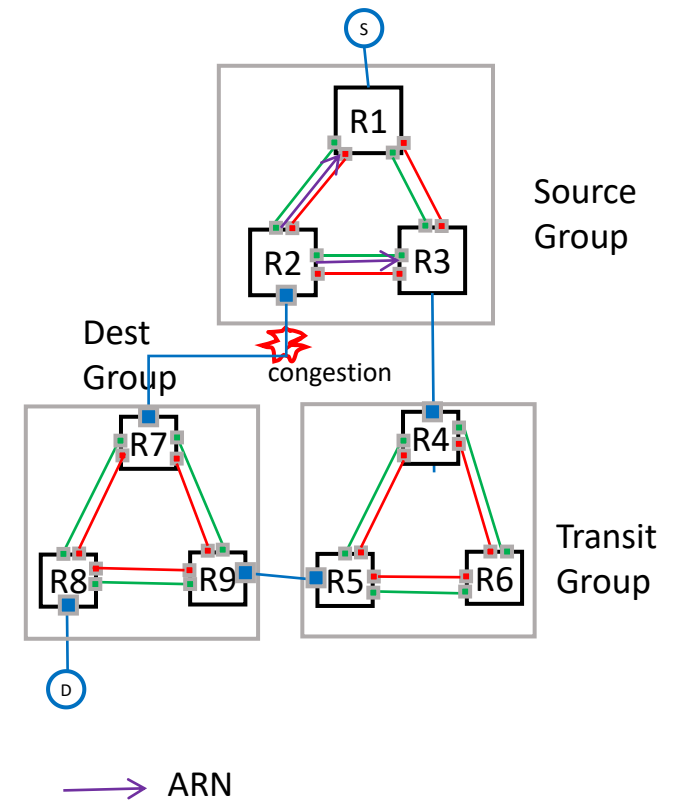 S
R1
Source
Group
R2
R3
Dest
Group
congestion
R7
R4
Transit
Group
R8
R9
R5
R6
D
ARN